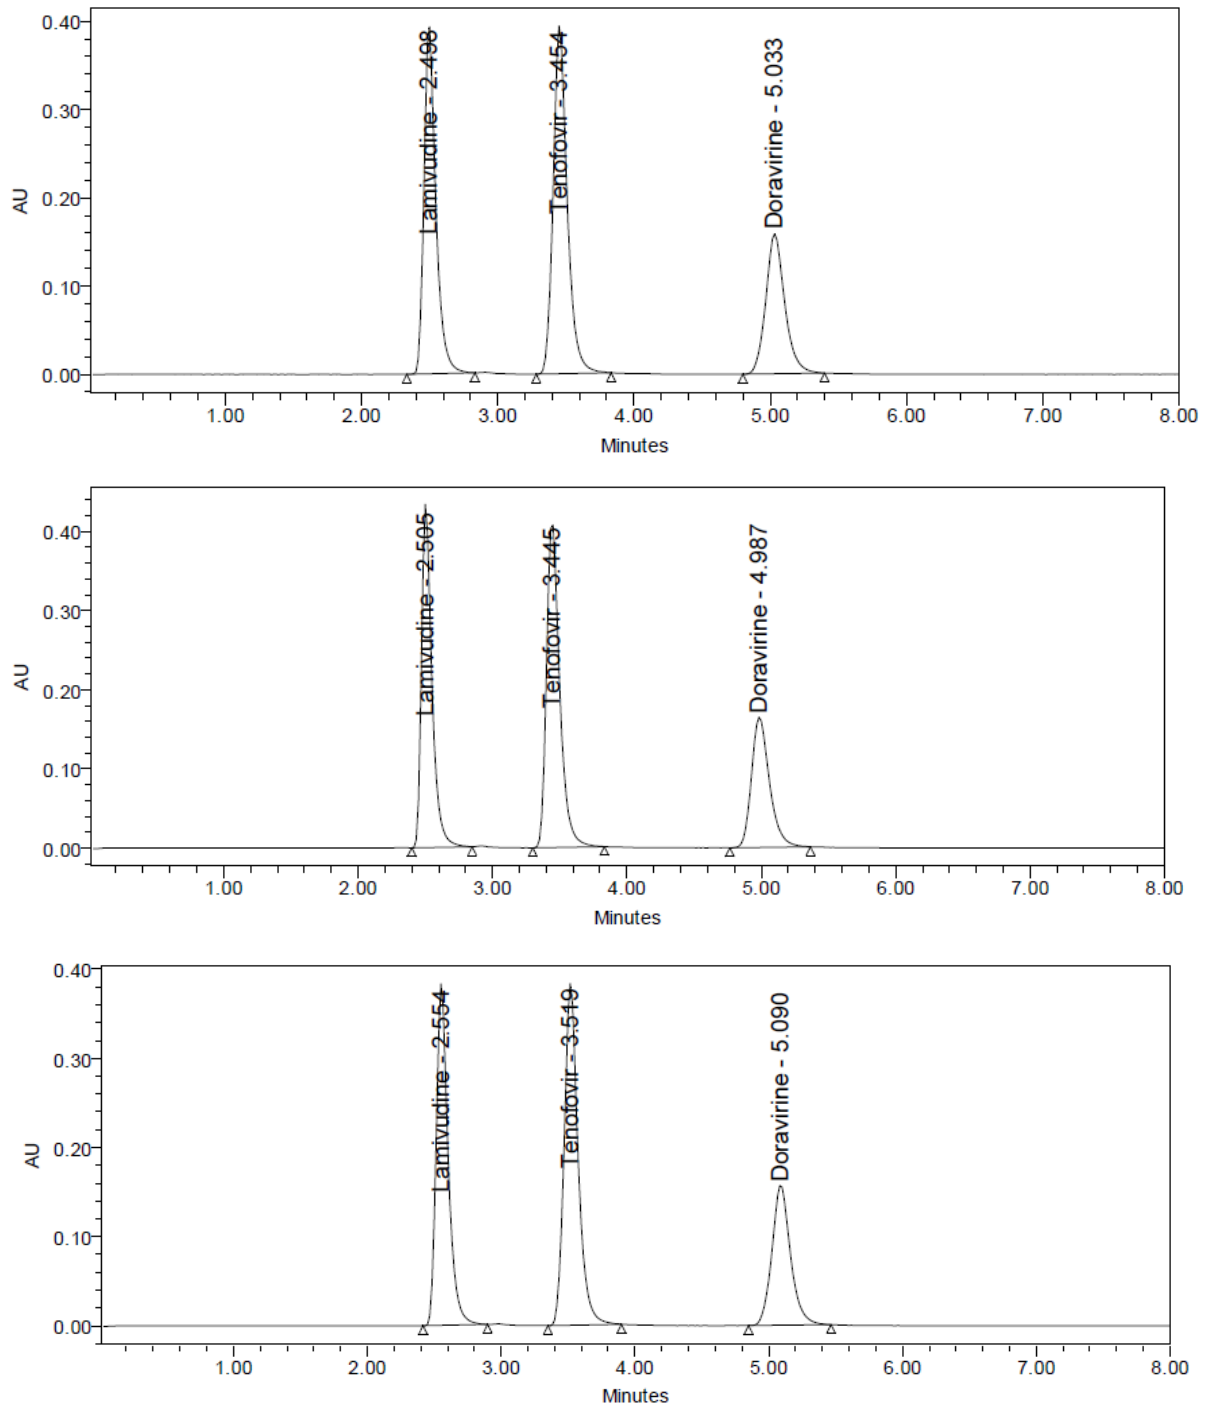 0.40
0.30
0.20
0.10
0.00
AU
Lamivudine - 2.498
Tenofovir - 3.454
Doravirine - 5.033
1.00 2.00 3.00 4.00 5.00 6.00 7.00 8.00
Minutes
0.40
0.30
0.20
0.10
0.00
AU
Lamivudine - 2.505
Tenofovir - 3.445
Doravirine - 4.987
1.00 2.00 3.00 4.00 5.00 6.00 7.00 8.00
Minutes
0.40
0.30
0.20
0.10
0.00
AU
Lamivudine - 2.554
Tenofovir - 3.519
Doravirine - 5.090
1.00 2.00 3.00 4.00 5.00 6.00 7.00 8.00
Minutes